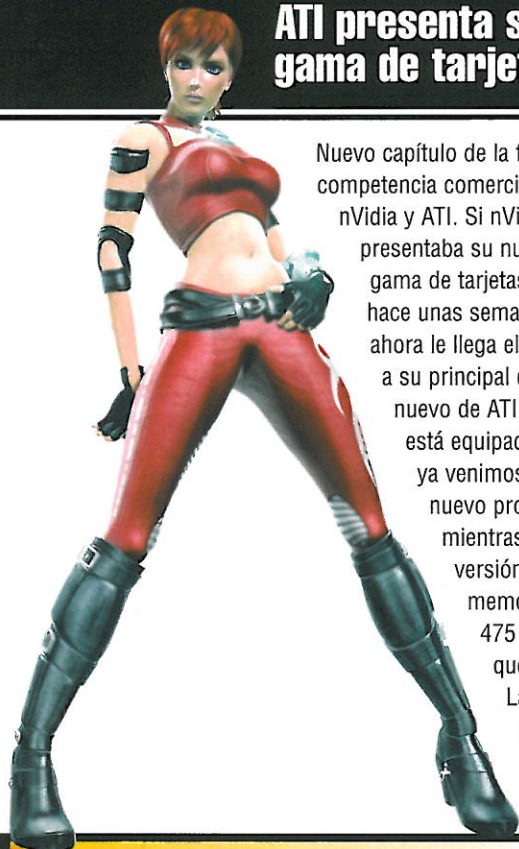 ATI presenta s
gama de tarjet
Nuevo capítulo de la f
competencia comerci
nVidia y ATI. Si nVi
presentaba su nu
gama de tarjetas
hace unas sema
ahora le llega el
a su principal
nuevo de ATI
está equipac
ya venimos
nuevo pro
mientras
versión
memo
475
que
La